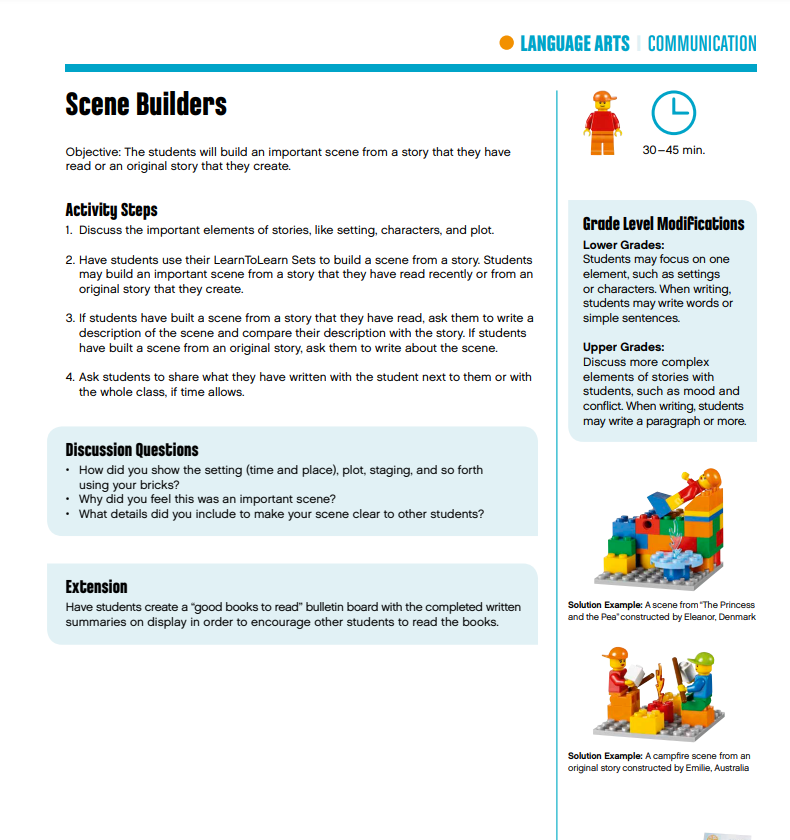 LANGUAGE ARTS | COMMUNICATION
Scene Builders
Objective: The students will build an important scene from a story that they have
read or an original story that they create.
Activity Steps
1. Discuss the important elements of stories, like setting, characters, and plot.
2. Have students use their LearnToLearn Sets to build a scene from a story. Students
may build an important scene from a story that they have read recently or from an
original story that they create.
3. If students have built a scene from a story that they have read, ask them to write a
description of the scene and compare their description with the story. If students
have built a scene from an original story, ask them to write about the scene.
4. Ask students to share what they have written with the student next to them or with
the whole class, if time allows.
Discussion Questions
• How did you show the setting (time and place), plot, staging, and so forth
using your bricks?
• Why did you feel this was an important scene?
• What details did you include to make your scene clear to other students?
Extension
Have students create a “good books to read” bulletin board with the completed written
summaries on display in order to encourage other students to read the books.
30–45 min.
Grade Level Modifications
Lower Grades:
Students may focus on one
element, such as settings
or characters. When writing,
students may write words or
simple sentences.
Upper Grades:
Discuss more complex
elements of stories with
students, such as mood and
conflict. When writing, students
may write a paragraph or more.
Solution Example: A scene from “The Princess
and the Pea” constructed by Eleanor, Denmark
Solution Example: A campfire scene from an
original story constructed by Emilie, Australia